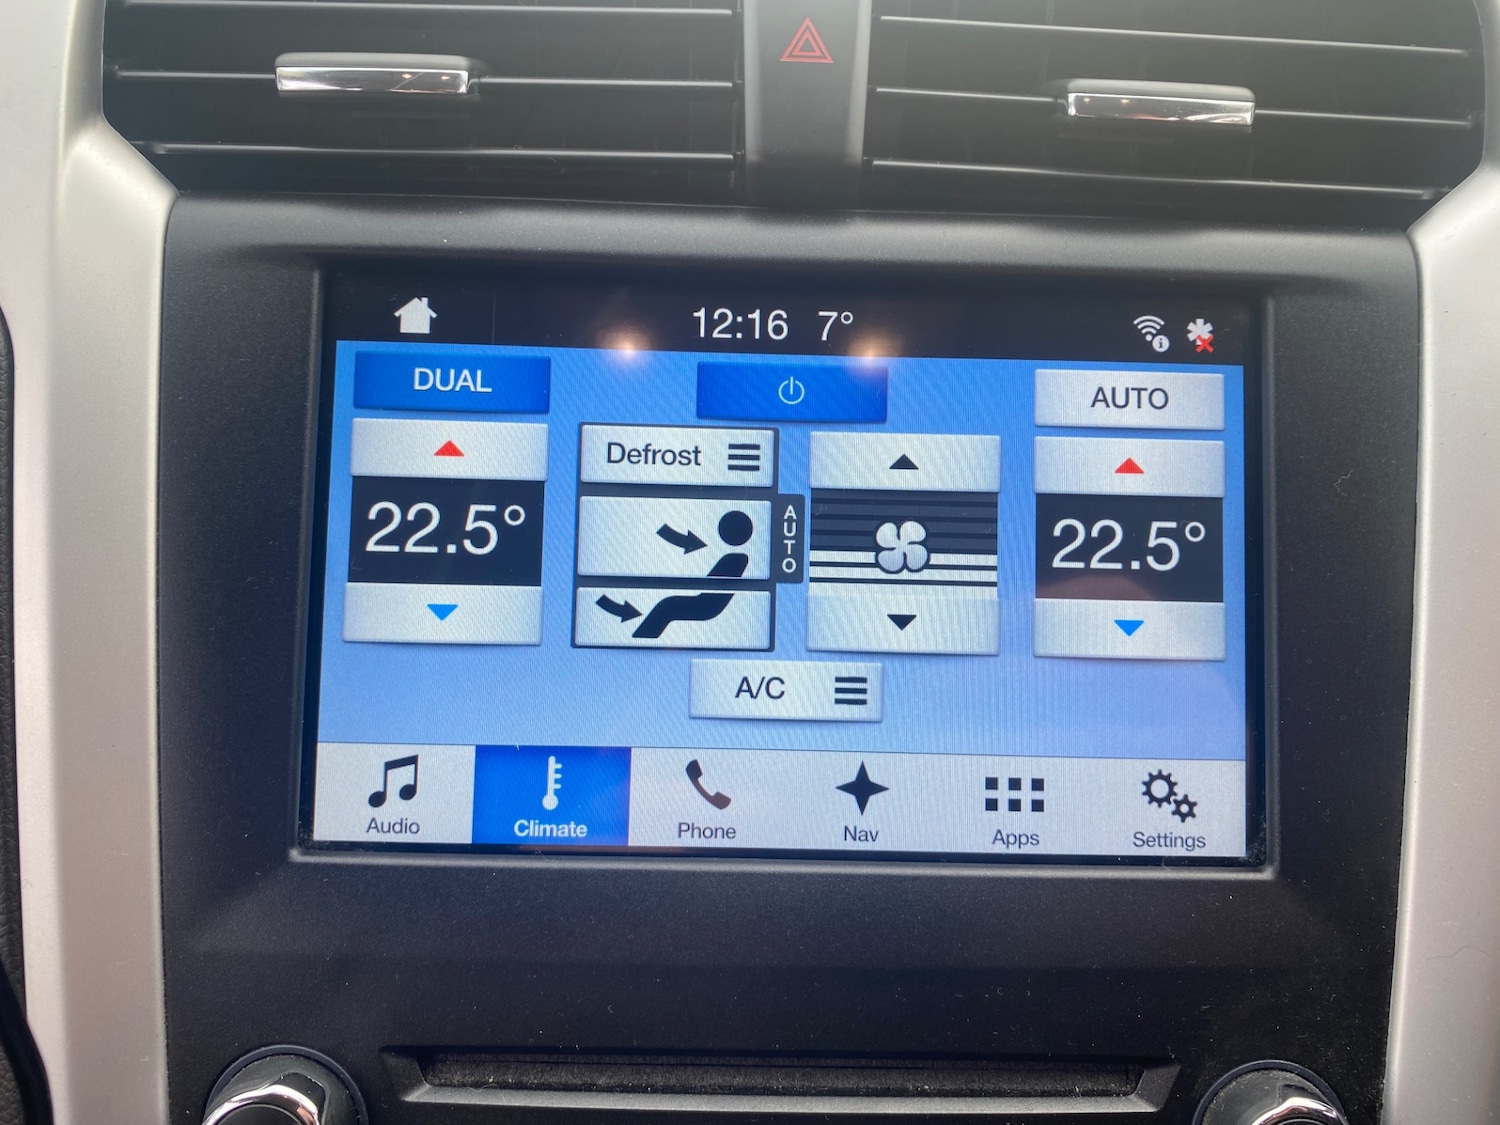 12:16 7°
DUAL
AUTO
Defrost
22.5°
AUTO
22.5°
A/C
Audio
Climate
Phone
Nav
Apps
Settings